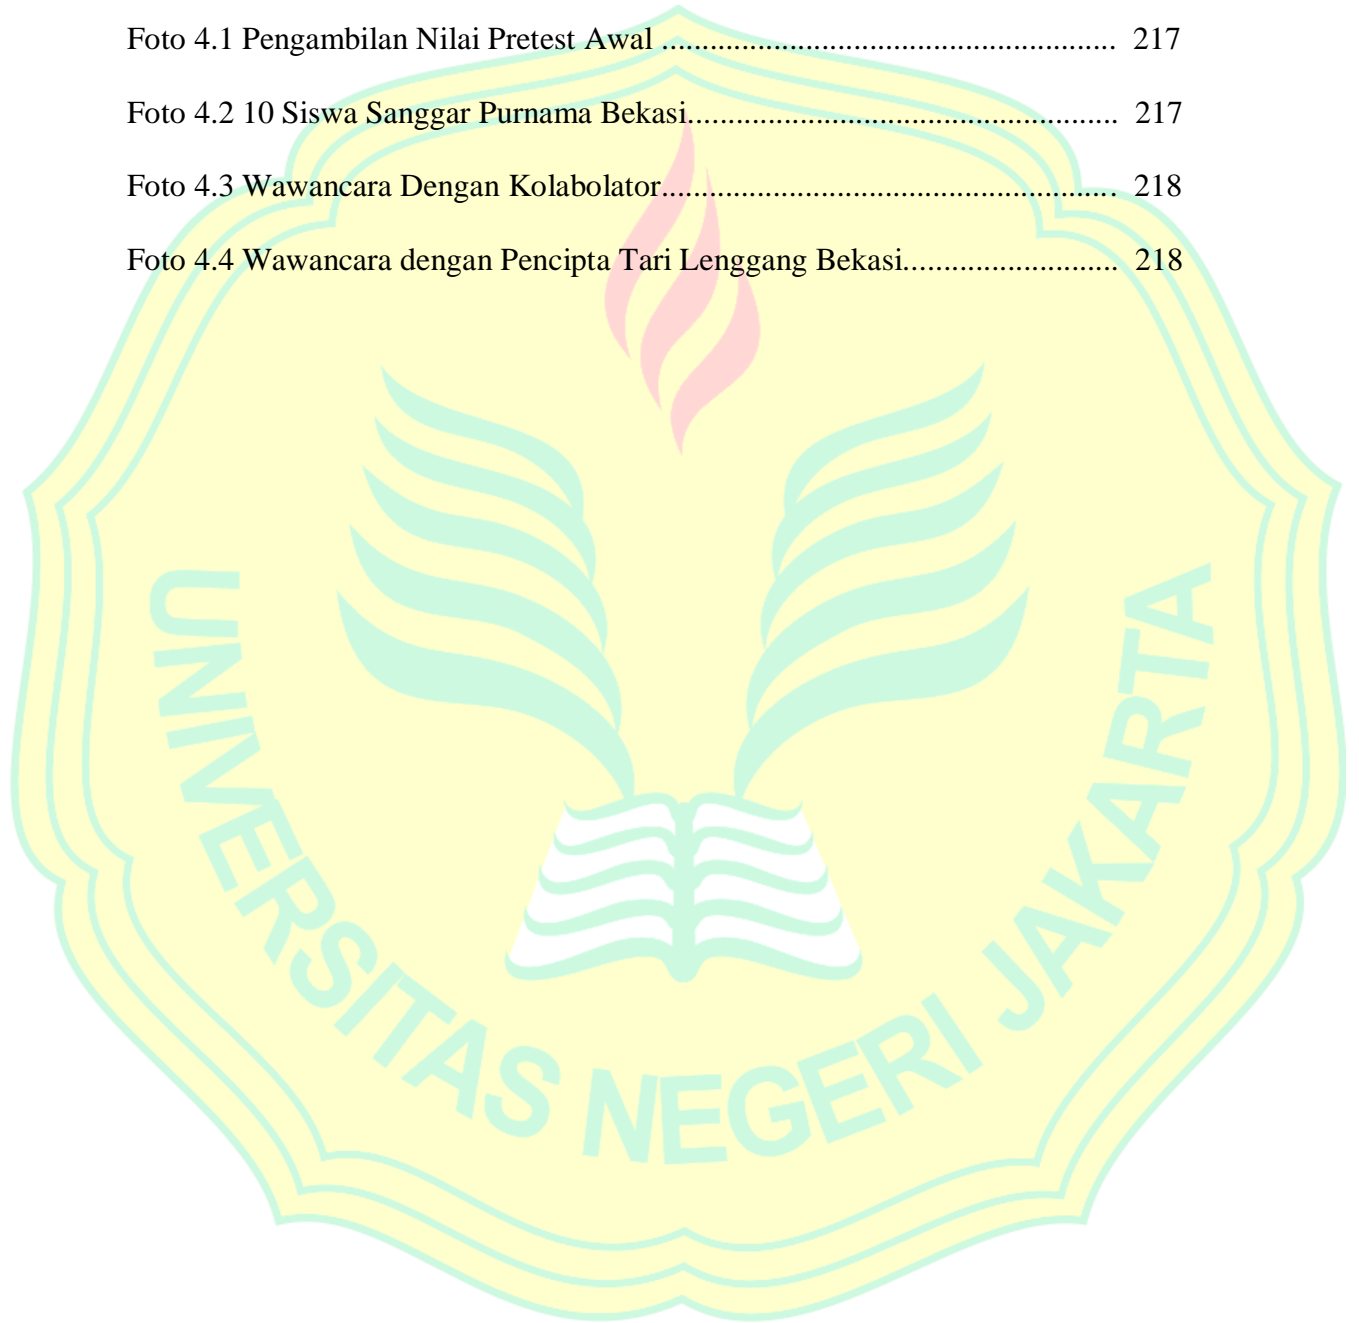 Foto 4.1 Pengambilan Nilai Pretest Awal ....................................................... 217
Foto 4.2 10 Siswa Sanggar Purnama Bekasi.................................................... 217
Foto 4.3 Wawancara Dengan Kolabolator....................................................... 218
Foto 4.4 Wawancara dengan Pencipta Tari Lenggang Bekasi.......................... 218
UNIVERSITAS NEGERI JAKARTA